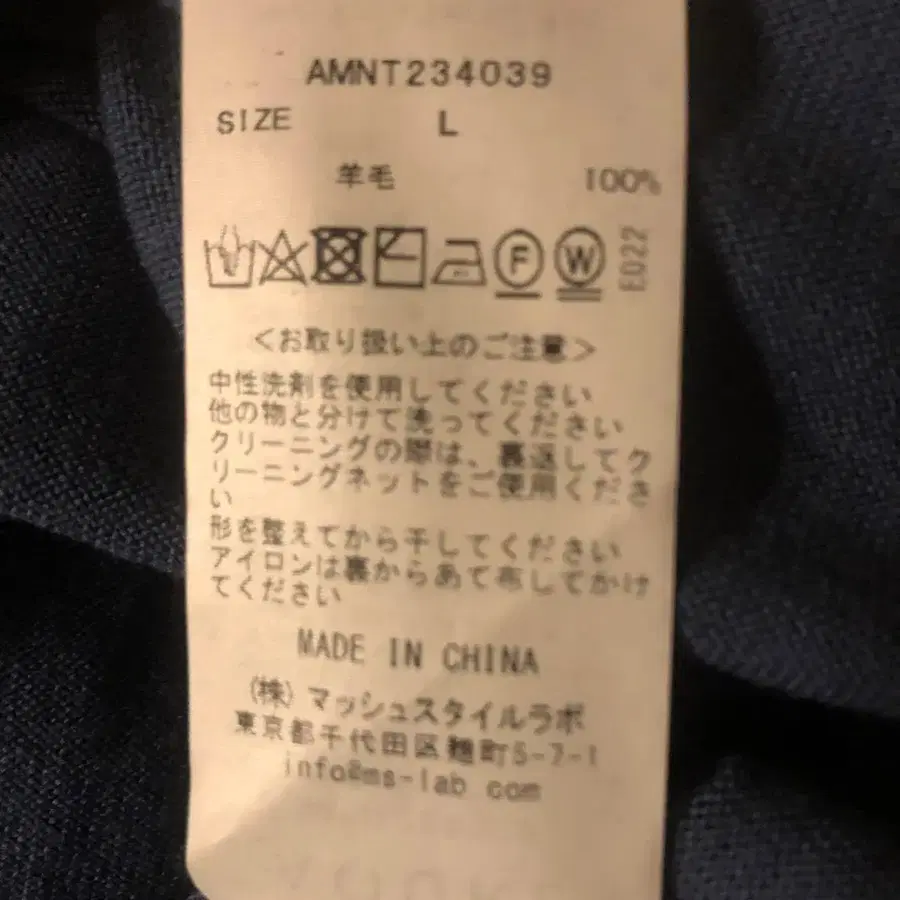 AMNT234039
SIZE L
羊毛 100%
F W E022
<お取り扱い上のご注意>
中性洗剤を使用してください
他の物と分けて洗ってください
クリーニングの際は、裏返してク
リーニングネットをご使用くださ
い
形を整えてから干してください
アイロンは裏からあて布してかけ
てください
MADE IN CHINA
(株)マッシュスタイルラボ
東京都千代田区麹町5-7-1
info@ms-lab com